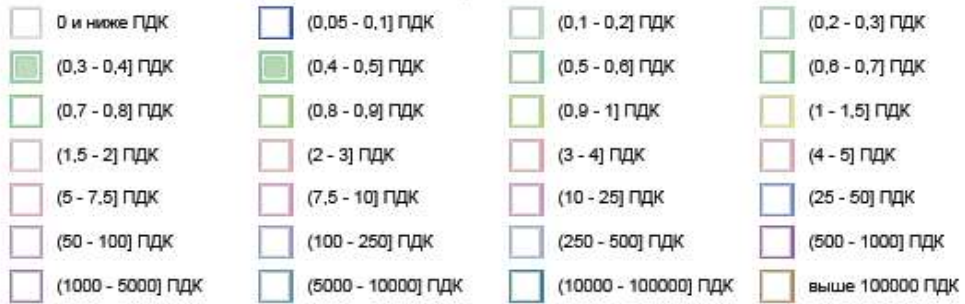 0 и ниже ПДК (0,05 - 0,1] ПДК (0,1 - 0,2] ПДК (0,2 - 0,3] ПДК
(0,3 - 0,4] ПДК (0,4 - 0,5] ПДК (0,5 - 0,6] ПДК (0,6 - 0,7] ПДК
(0,7 - 0,8] ПДК (0,8 - 0,9] ПДК (0,9 - 1] ПДК (1 - 1,5] ПДК
(1,5 - 2] ПДК (2 - 3] ПДК (3 - 4] ПДК (4 - 5] ПДК
(5 - 7,5] ПДК (7,5 - 10] ПДК (10 - 25] ПДК (25 - 50] ПДК
(50 - 100] ПДК (100 - 250] ПДК (250 - 500] ПДК (500 - 1000] ПДК
(1000 - 5000] ПДК (5000 - 10000] ПДК (10000 - 100000] ПДК выше 100000 ПДК